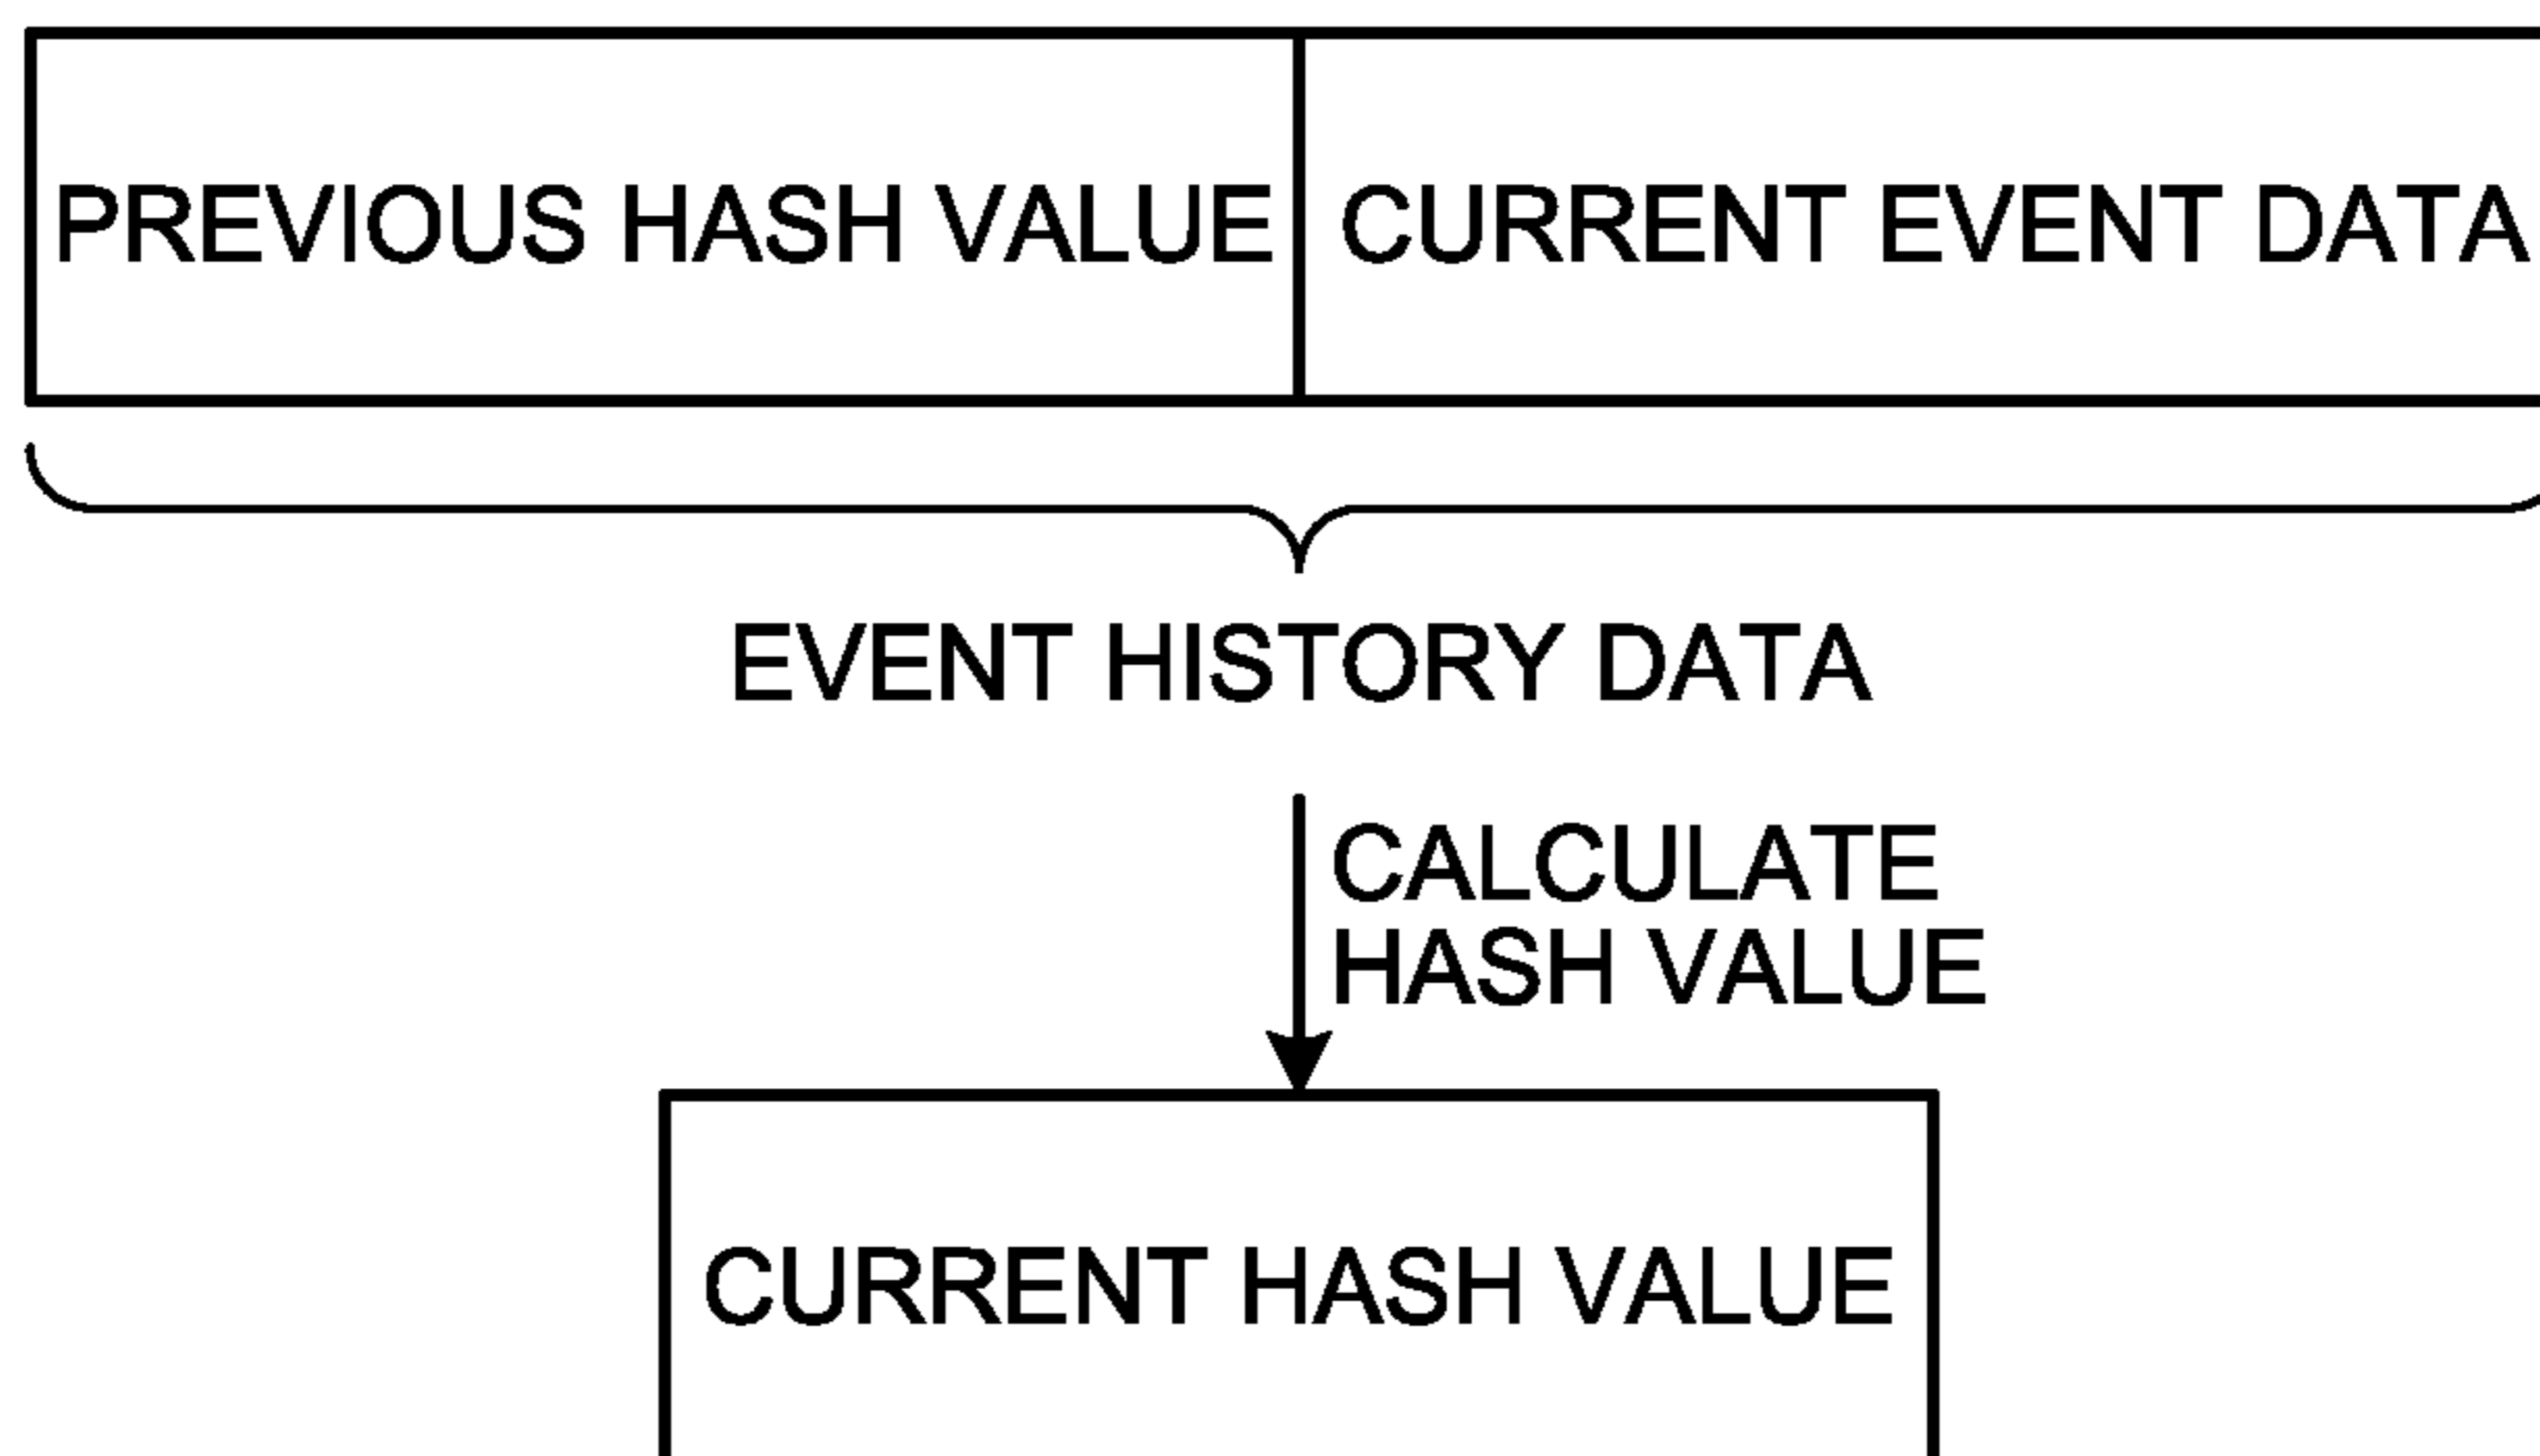 PREVIOUS HASH VALUE CURRENT EVENT DATA
EVENT HISTORY DATA
CALCULATE
HASH VALUE
CURRENT HASH VALUE